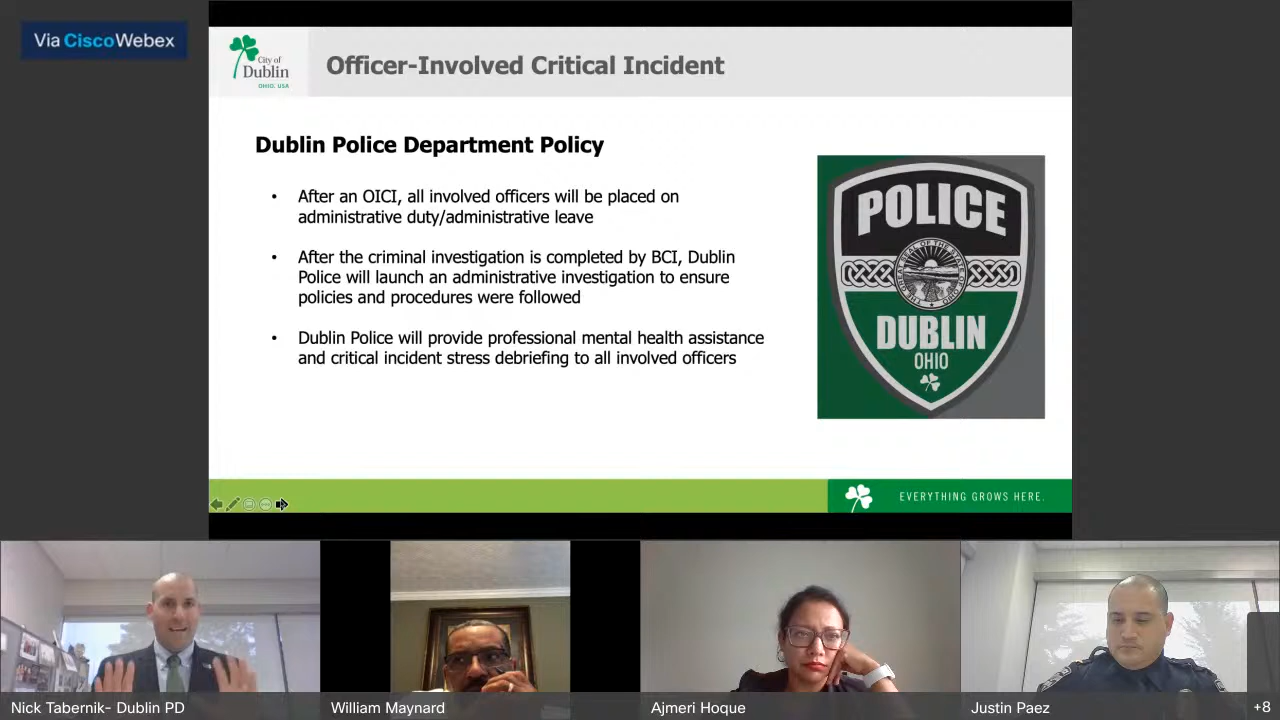 Via Cisco Webex
City of
Dublin
OHIO, USA
Officer-Involved Critical Incident
Dublin Police Department Policy
• After an OICI, all involved officers will be placed on
administrative duty/administrative leave
• After the criminal investigation is completed by BCI, Dublin
Police will launch an administrative investigation to ensure
policies and procedures were followed
• Dublin Police will provide professional mental health assistance
and critical incident stress debriefing to all involved officers
POLICE
DUBLIN
OHIO
EVERYTHING GROWS HERE.
Nick Tabernik- Dublin PD
William Maynard
Ajmeri Hoque
Justin Paez
+8